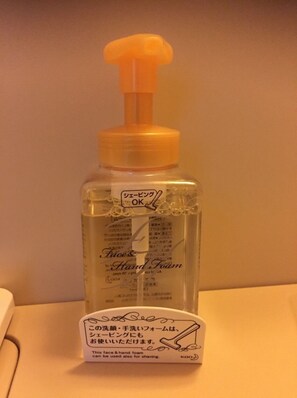 シェービング
OK
Face &
Hand Foam
この洗顔・手洗いフォームは、
シェービングにも
お使いいただけます。
This face & hand foam
can be used also for shaving.